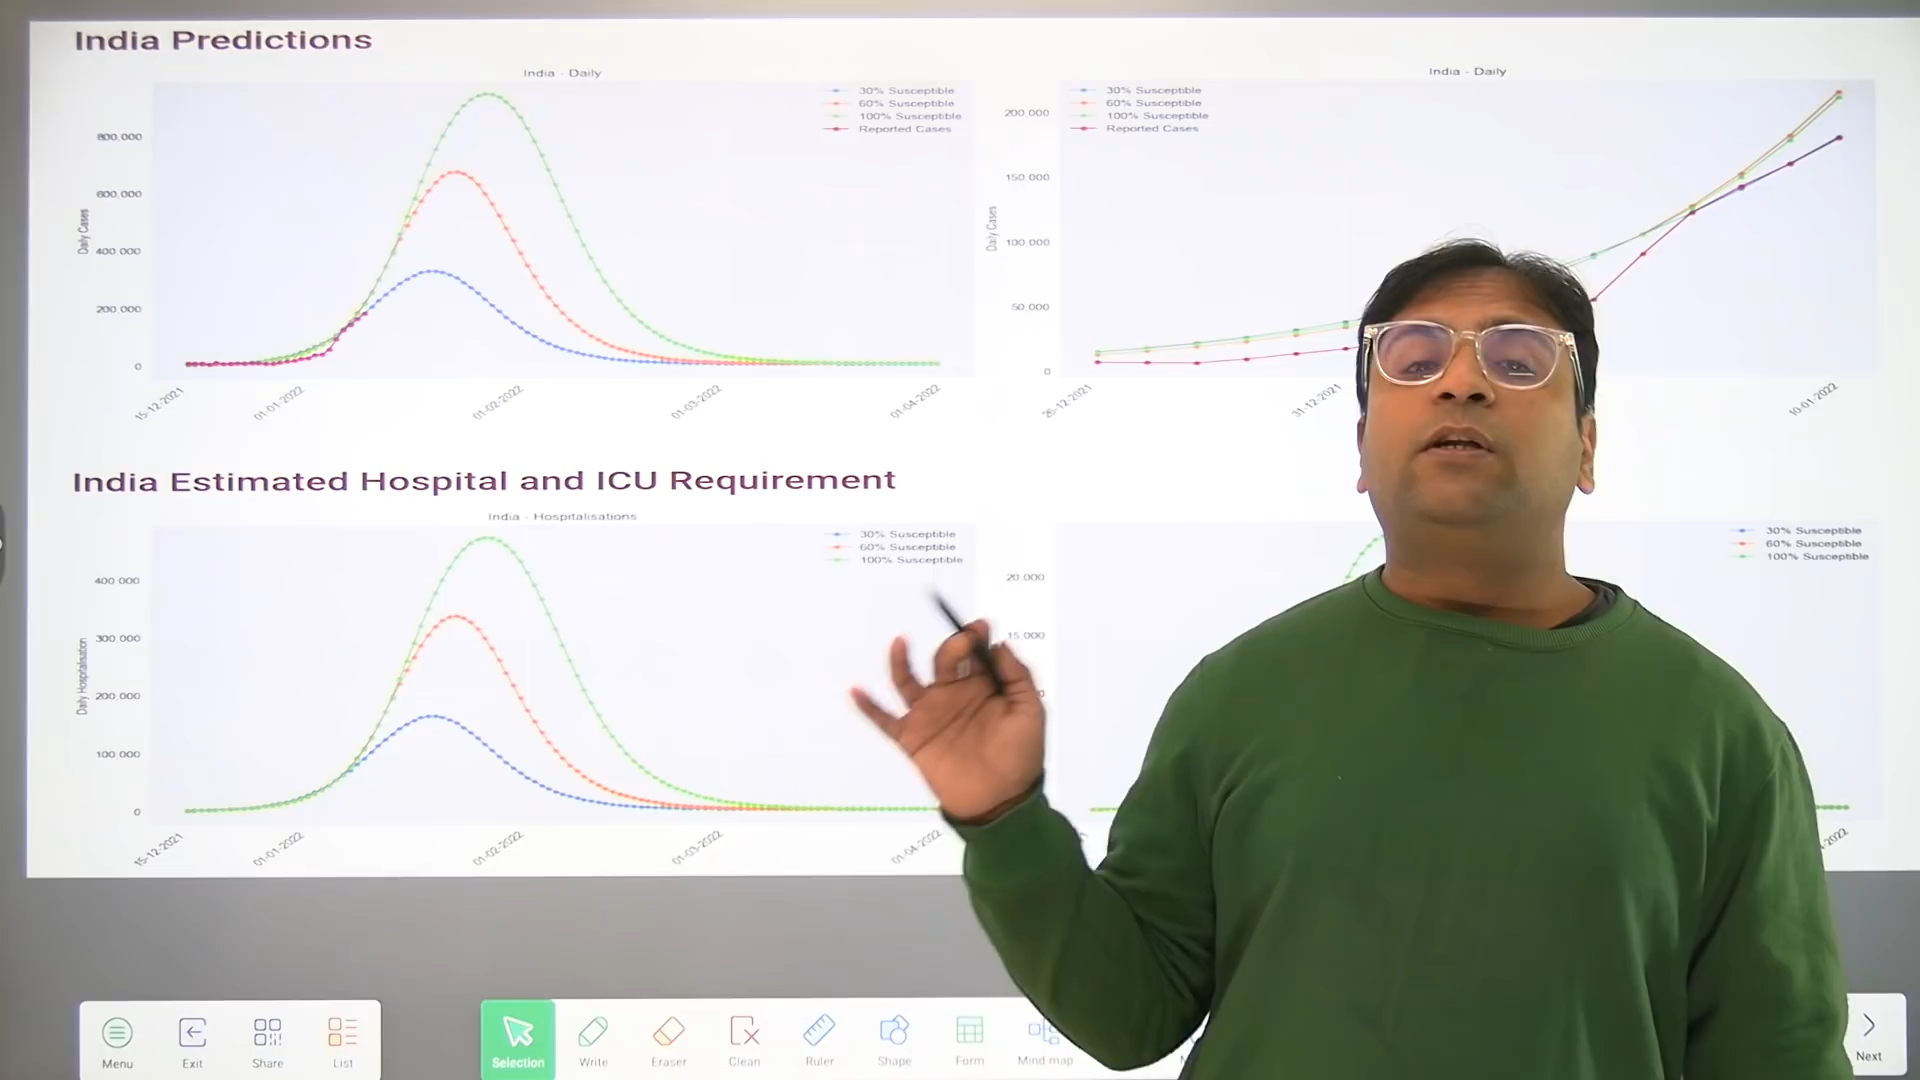 India Predictions
India - Daily
30% Susceptible
60% Susceptible
100% Susceptible
Reported Cases
Daily Cases
800,000
600,000
400,000
200,000
0
15-12-2021
01-01-2022
01-02-2022
01-03-2022
01-04-2022
India - Daily
30% Susceptible
60% Susceptible
100% Susceptible
Reported Cases
Daily Cases
200,000
150,000
100,000
50,000
0
26-12-2021
31-12-2021
10-01-2022
India Estimated Hospital and ICU Requirement
India - Hospitalisations
30% Susceptible
60% Susceptible
100% Susceptible
Daily Hospitalisation
400 000
300 000
200 000
100 000
0
15-12-2021
01-01-2022
01-02-2022
01-03-2022
01-04-2022
30% Susceptible
60% Susceptible
100% Susceptible
20,000
15,000
Menu
Exit
Share
List
Selection
Write
Eraser
Clean
Ruler
Shape
Form
Mind map
Next